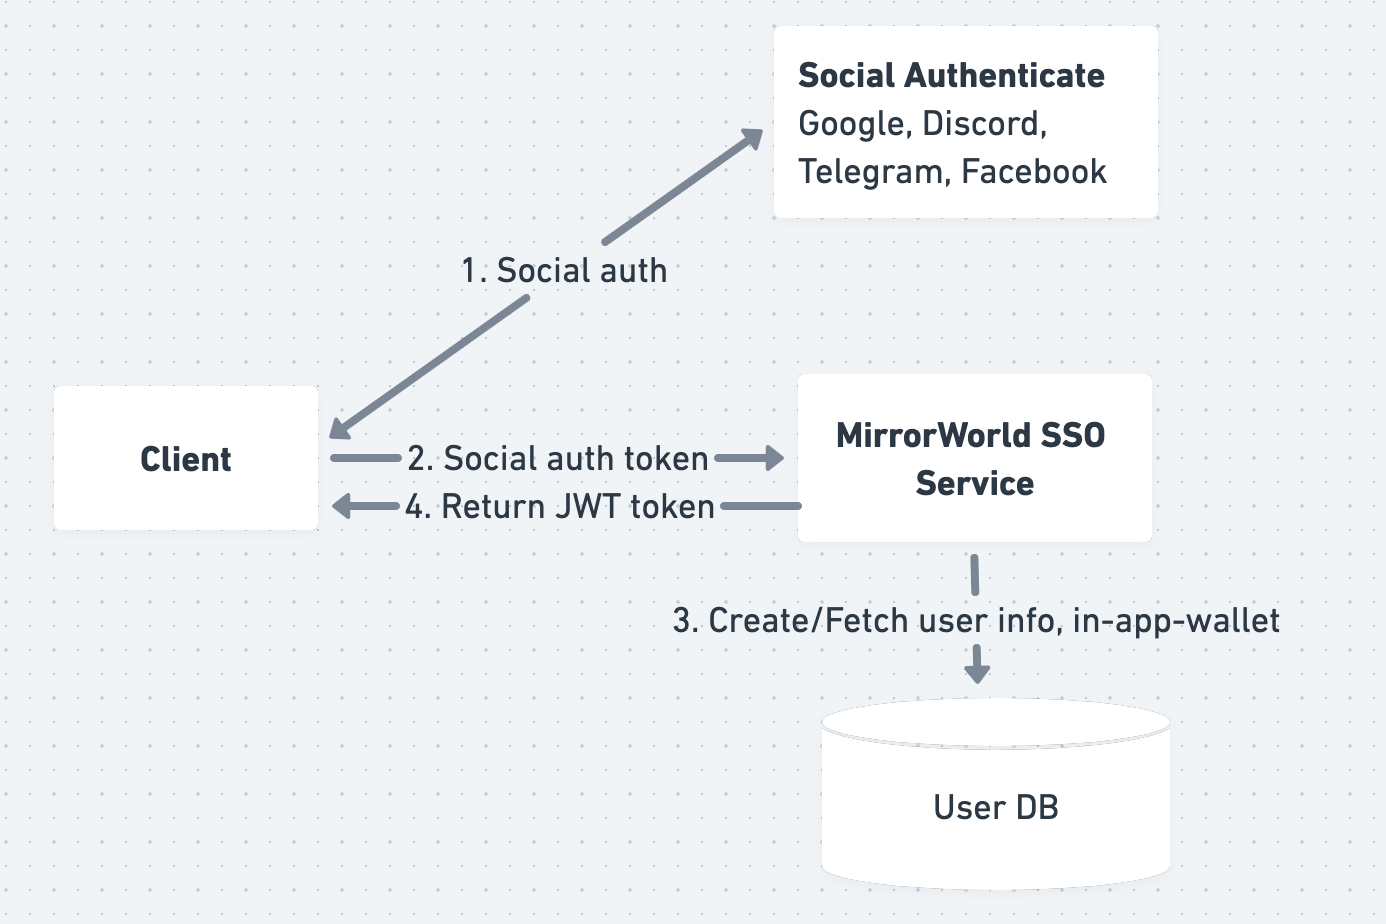 Social Authenticate
Google, Discord,
Telegram, Facebook
1. Social auth
Client
2. Social auth token
4. Return JWT token
MirrorWorld SSO
Service
3. Create/Fetch user info, in-app-wallet
User DB